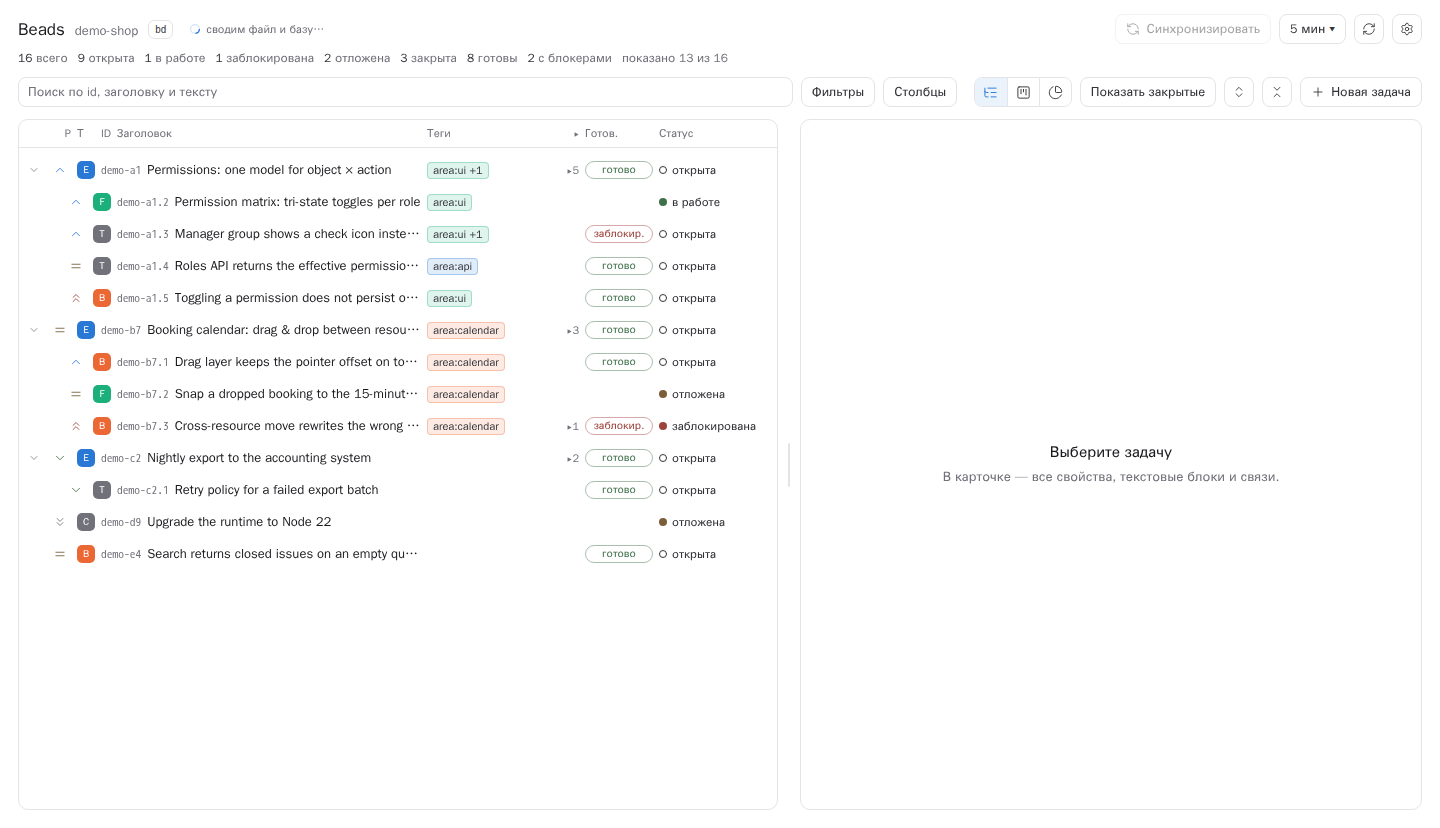 Beads demo-shop bd сводим файл и базу… Синхронизировать 5 мин
16 всего 9 открыта 1 в работе 1 заблокирована 2 отложена 3 закрыта 8 готовы 2 с блокерами показано 13 из 16
Поиск по id, заголовку и тексту Фильтры Столбцы Показать закрытые Новая задача
P T ID Заголовок Теги ▸ Готов. Статус
E demo-a1 Permissions: one model for object × action area:ui +1 ▸5 готово открыта
F demo-a1.2 Permission matrix: tri-state toggles per role area:ui в работе
T demo-a1.3 Manager group shows a check icon inste… area:ui +1 заблокир. открыта
T demo-a1.4 Roles API returns the effective permissio… area:api готово открыта
B demo-a1.5 Toggling a permission does not persist o… area:ui готово открыта
E demo-b7 Booking calendar: drag & drop between resou… area:calendar ▸3 готово открыта
B demo-b7.1 Drag layer keeps the pointer offset on to… area:calendar готово открыта
F demo-b7.2 Snap a dropped booking to the 15-minut… area:calendar отложена
B demo-b7.3 Cross-resource move rewrites the wrong … area:calendar ▸1 заблокир. заблокирована
E demo-c2 Nightly export to the accounting system ▸2 готово открыта
T demo-c2.1 Retry policy for a failed export batch готово открыта
C demo-d9 Upgrade the runtime to Node 22 отложена
B demo-e4 Search returns closed issues on an empty qu… готово открыта
Выберите задачу
В карточке — все свойства, текстовые блоки и связи.